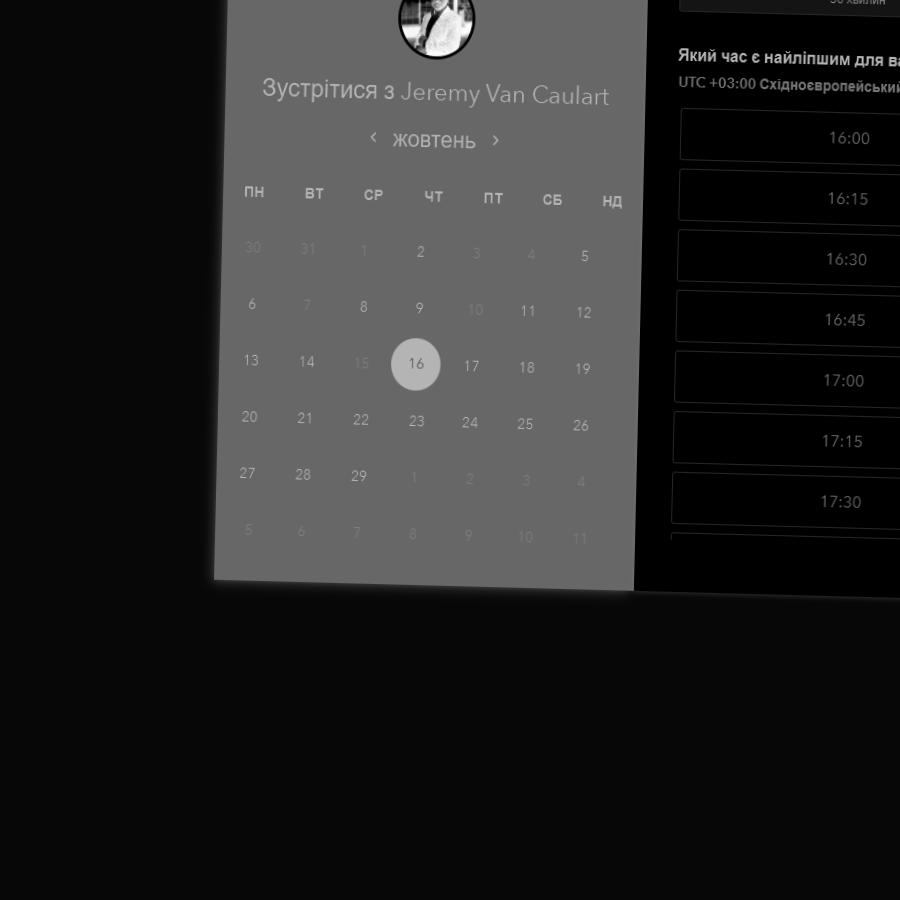 Зустрітися з Jeremy Van Caulart
жовтень
ПН ВТ СР ЧТ ПТ СБ НД
30 31 1 2 3 4 5
6 7 8 9 10 11 12
13 14 15 16 17 18 19
20 21 22 23 24 25 26
27 28 29 1 2 3 4
5 6 7 8 9 10 11
хвилин
Який час є найліпшим для
UTC +03:00 Східноєвропейський
16:00
16:15
16:30
16:45
17:00
17:15
17:30